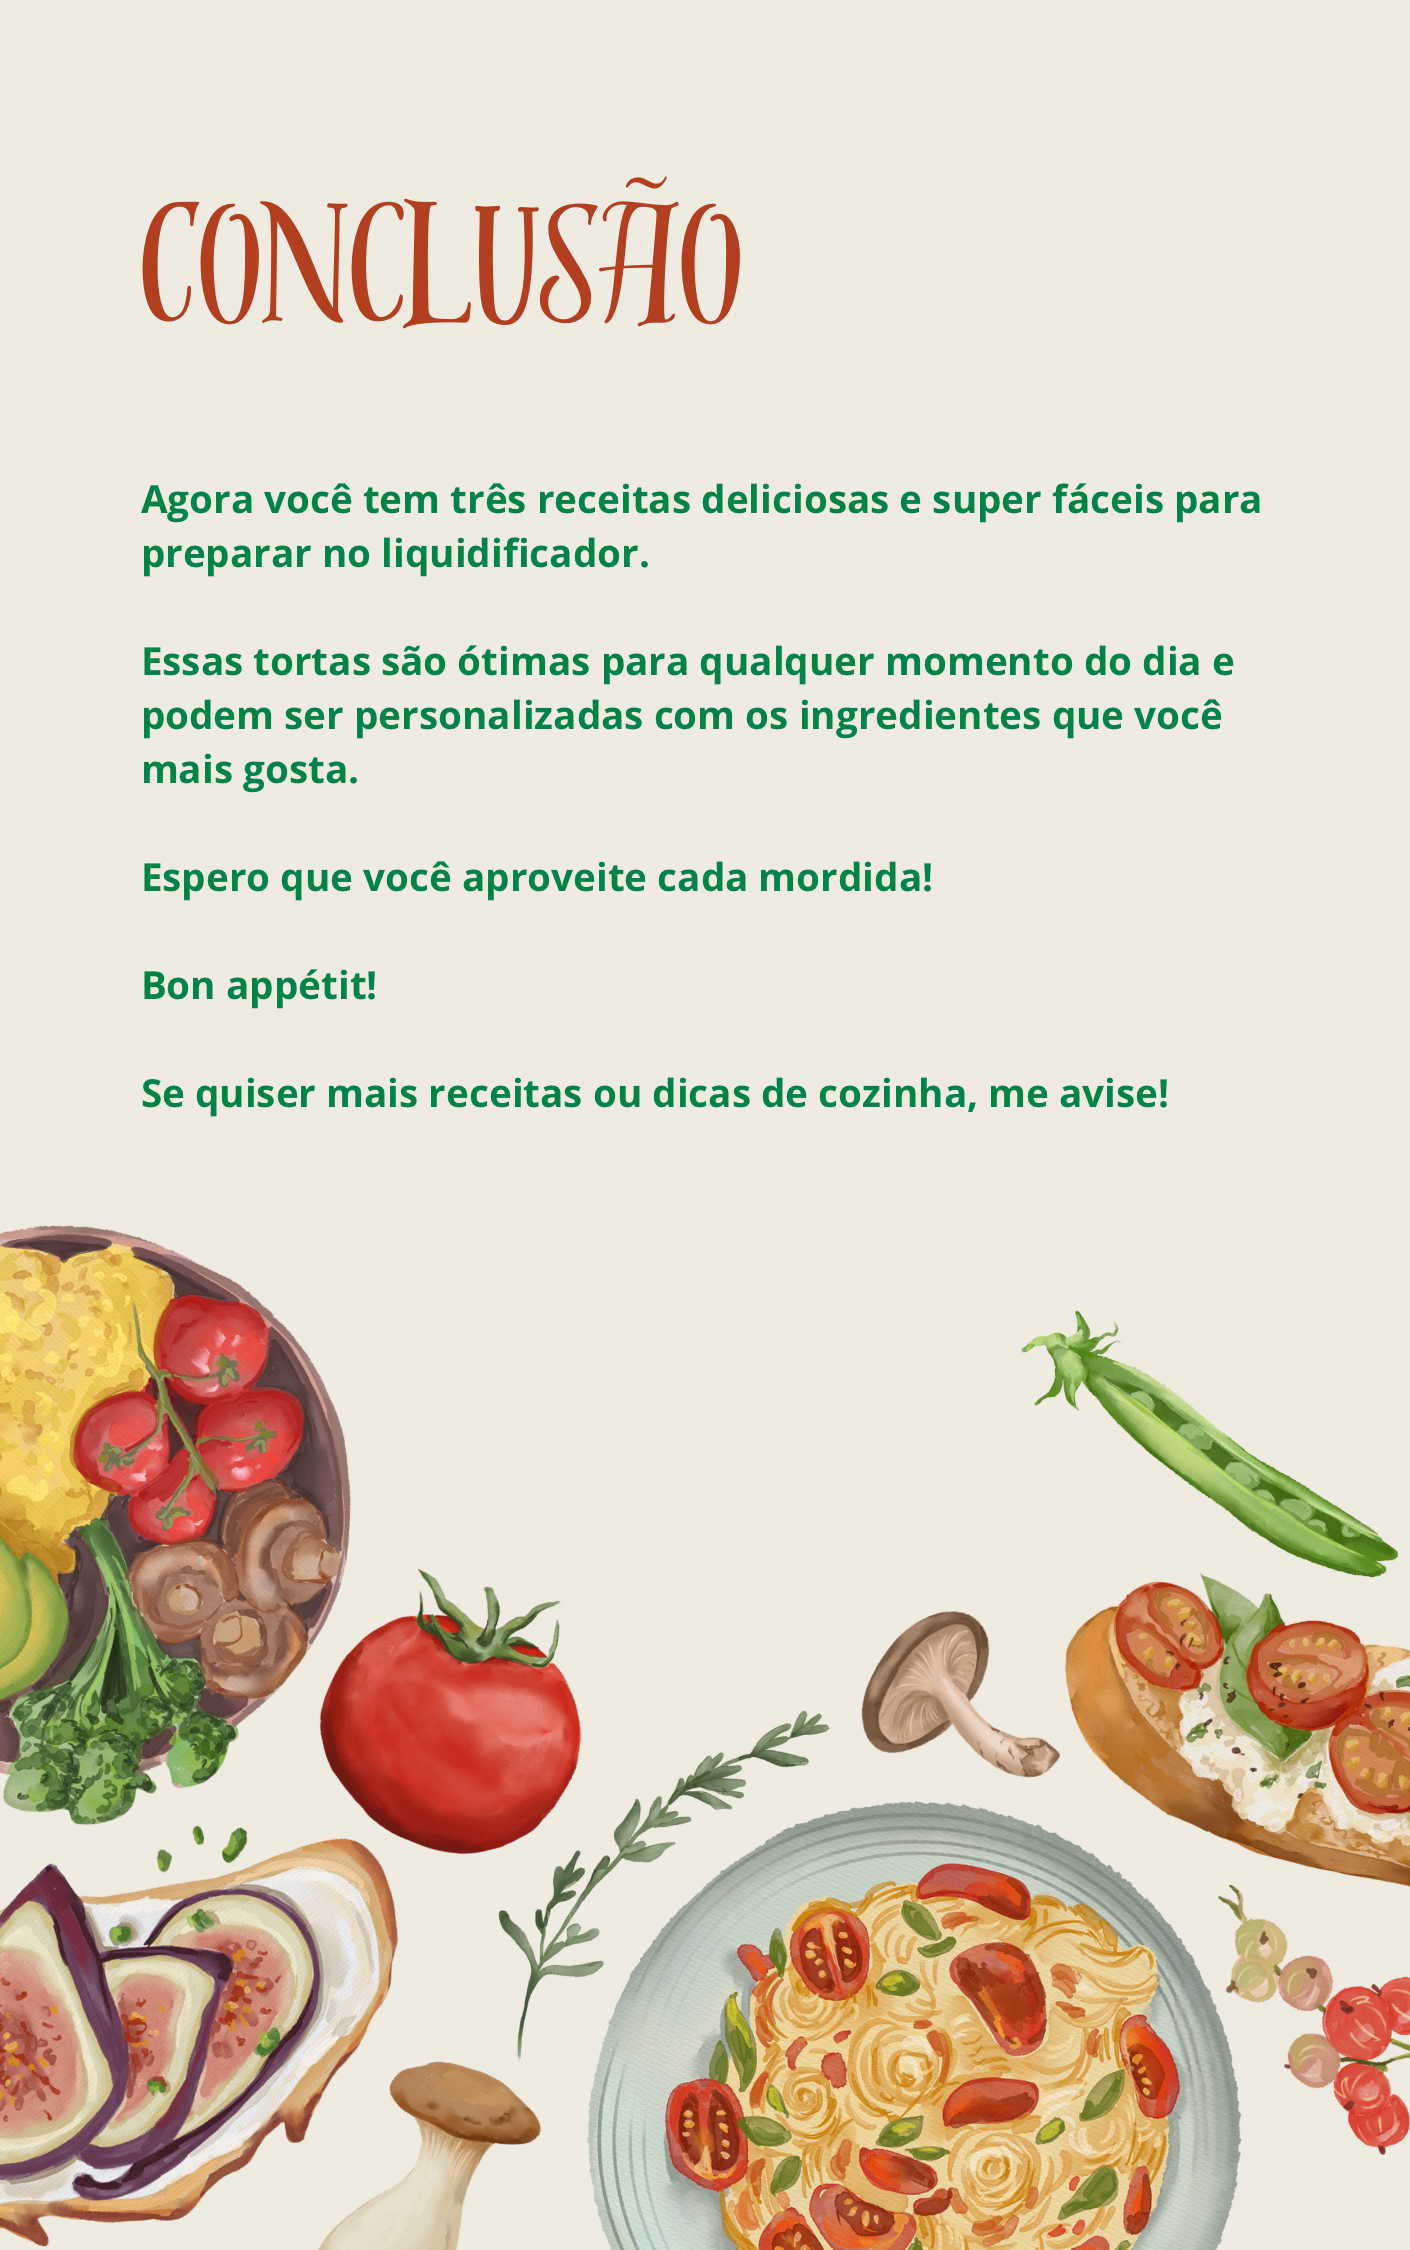 CONCLUSÃO
Agora você tem três receitas deliciosas e super fáceis para
preparar no liquidificador.
Essas tortas são ótimas para qualquer momento do dia e
podem ser personalizadas com os ingredientes que você
mais gosta.
Espero que você aproveite cada mordida!
Bon appétit!
Se quiser mais receitas ou dicas de cozinha, me avise!